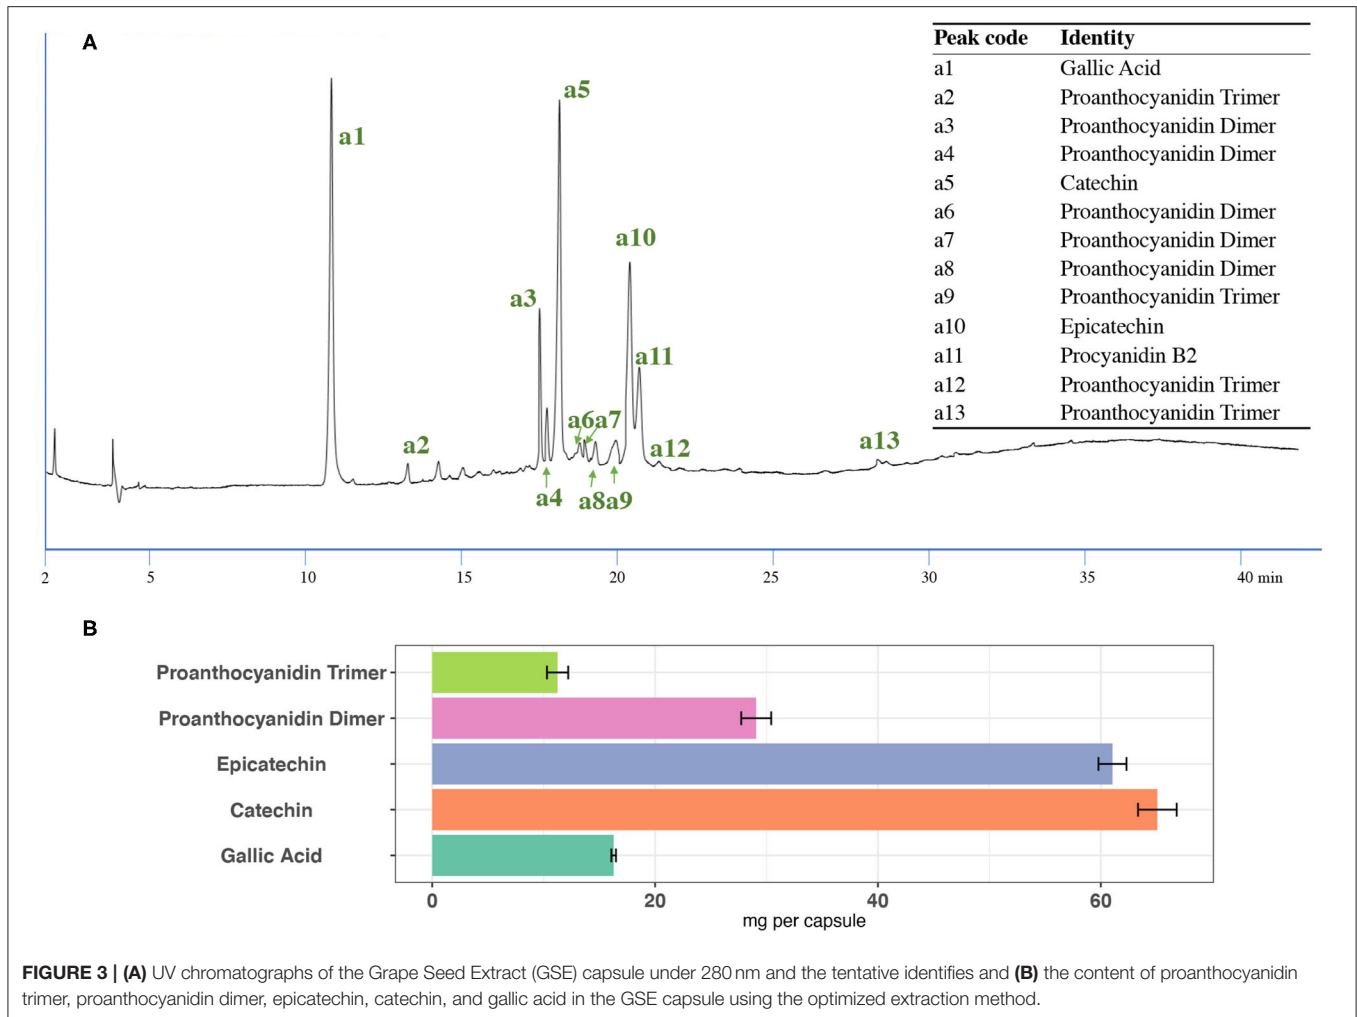 A
Peak code Identity
a1 Gallic Acid
a2 Proanthocyanidin Trimer
a3 Proanthocyanidin Dimer
a4 Proanthocyanidin Dimer
a5 Catechin
a6 Proanthocyanidin Dimer
a7 Proanthocyanidin Dimer
a8 Proanthocyanidin Dimer
a9 Proanthocyanidin Trimer
a10 Epicatechin
a11 Procyanidin B2
a12 Proanthocyanidin Trimer
a13 Proanthocyanidin Trimer
a5
a1
a10
a3
a11
a6a7
a2
a12
a13
a4
a8a9
2 5 10 15 20 25 30 35 40 min
B
Proanthocyanidin Trimer
Proanthocyanidin Dimer
Epicatechin
Catechin
Gallic Acid
0 20 40 60
mg per capsule
FIGURE 3 | (A) UV chromatographs of the Grape Seed Extract (GSE) capsule under 280 nm and the tentative identifies and (B) the content of proanthocyanidin
trimer, proanthocyanidin dimer, epicatechin, catechin, and gallic acid in the GSE capsule using the optimized extraction method.